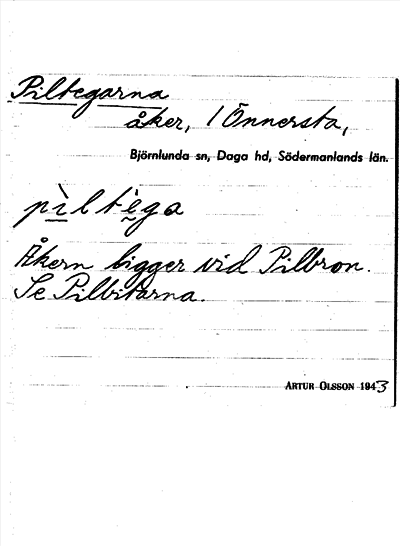 Piltegarna
åker, 1 Önnersta,
Björnlunda sn, Daga hd, Södermanlands län.
pìltèga
Åkern ligger vid Pilbron.
Se Pilbitarna.
ARTUR OLSSON 1943